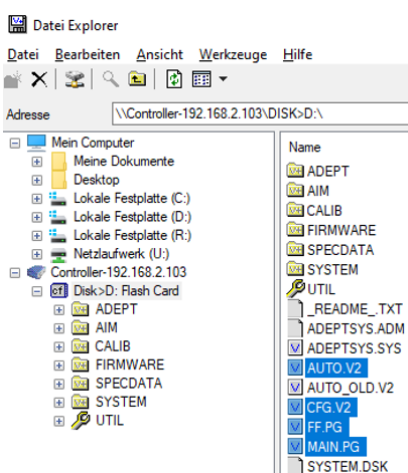 Datei Explorer
Datei Bearbeiten Ansicht Werkzeuge Hilfe
Adresse \\Controller-192.168.2.103\DISK>D:\
Mein Computer
Meine Dokumente
Desktop
Lokale Festplatte (C:)
Lokale Festplatte (D:)
Lokale Festplatte (R:)
Netzlaufwerk (U:)
Controller-192.168.2.103
cf Disk>D: Flash Card
V+ ADEPT
V+ AIM
V+ CALIB
V+ FIRMWARE
V+ SPECDATA
V+ SYSTEM
UTIL
Name
V+ ADEPT
V+ AIM
V+ CALIB
V+ FIRMWARE
V+ SPECDATA
V+ SYSTEM
UTIL
_README_.TXT
ADEPTSYS.ADM
V ADEPTSYS.SYS
V AUTO.V2
V AUTO_OLD.V2
V CFG.V2
V FF.PG
V MAIN.PG
SYSTEM.DSK